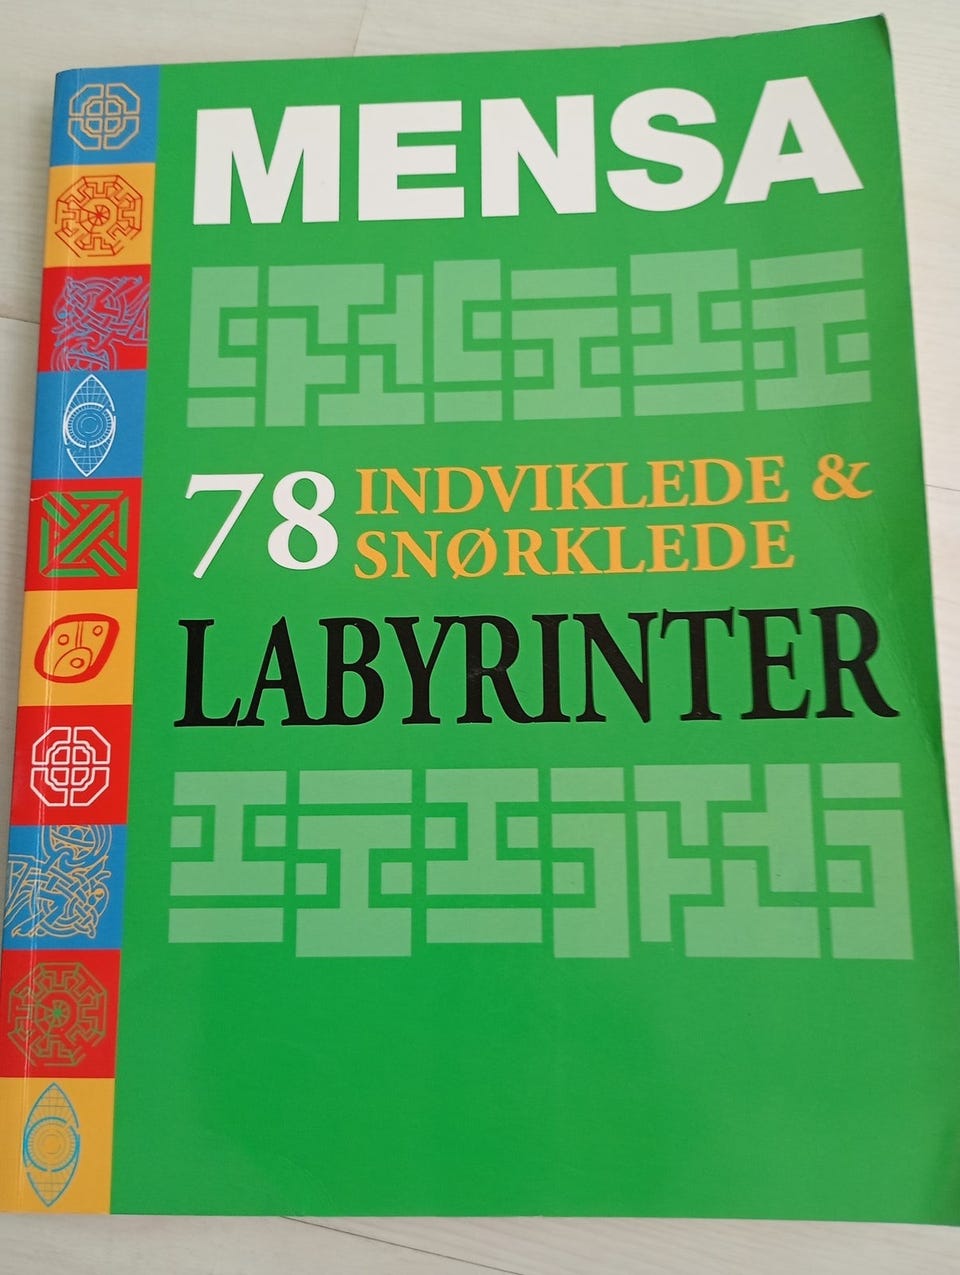 MENSA
78 INDVIKLEDE &
SNØRKLEDE
LABYRINTER